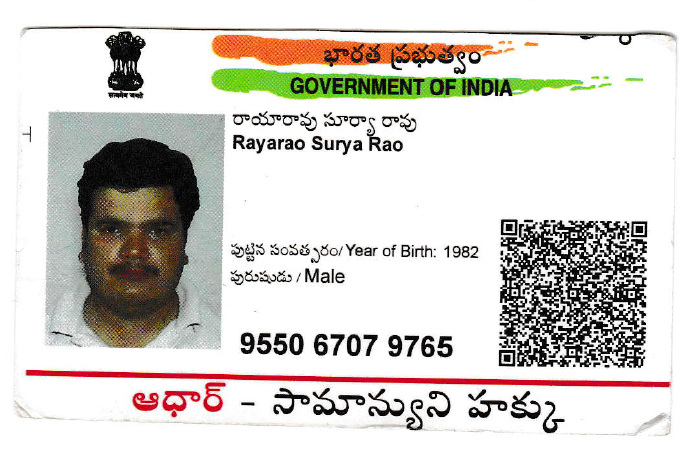 భారత ప్రభుత్వం
GOVERNMENT OF INDIA
రాయారావు సూర్యా రావు
Rayarao Surya Rao
పుట్టిన సంవత్సరం/ Year of Birth: 1982
పురుషుడు / Male
9550 6707 9765
ఆధార్ - సామాన్యుని హక్కు